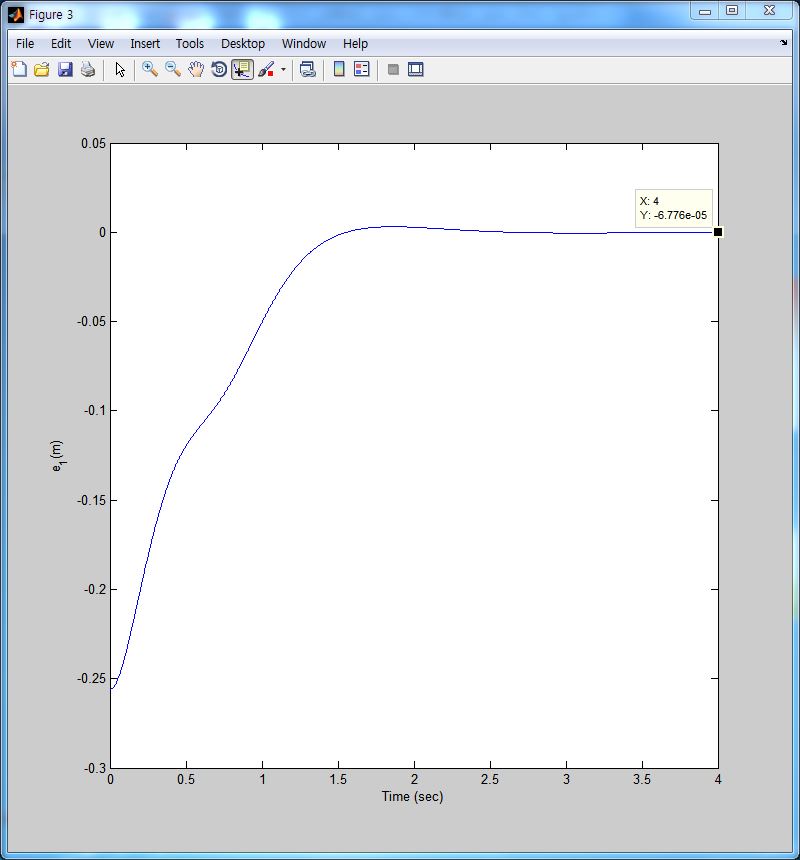 Figure 3
File Edit View Insert Tools Desktop Window Help
0.05
X: 4
Y: -6.776e-05
0
-0.05
-0.1
e1(m)
-0.15
-0.2
-0.25
-0.3
0 0.5 1 1.5 2 2.5 3 3.5 4
Time (sec)